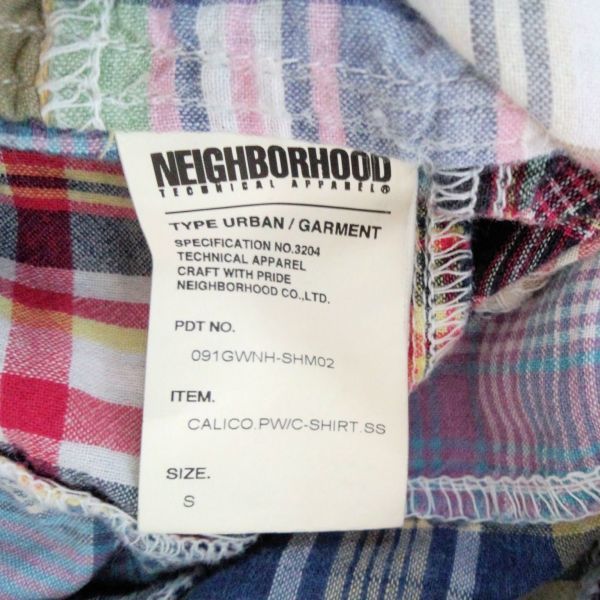 NEIGHBORHOOD
TECHNICAL APPAREL®
TYPE URBAN / GARMENT
SPECIFICATION NO.3204
TECHNICAL APPAREL
CRAFT WITH PRIDE
NEIGHBORHOOD CO.,LTD.
PDT NO.
091GWNH-SHM02
ITEM.
CALICO.PW/C-SHIRT.SS
SIZE.
S